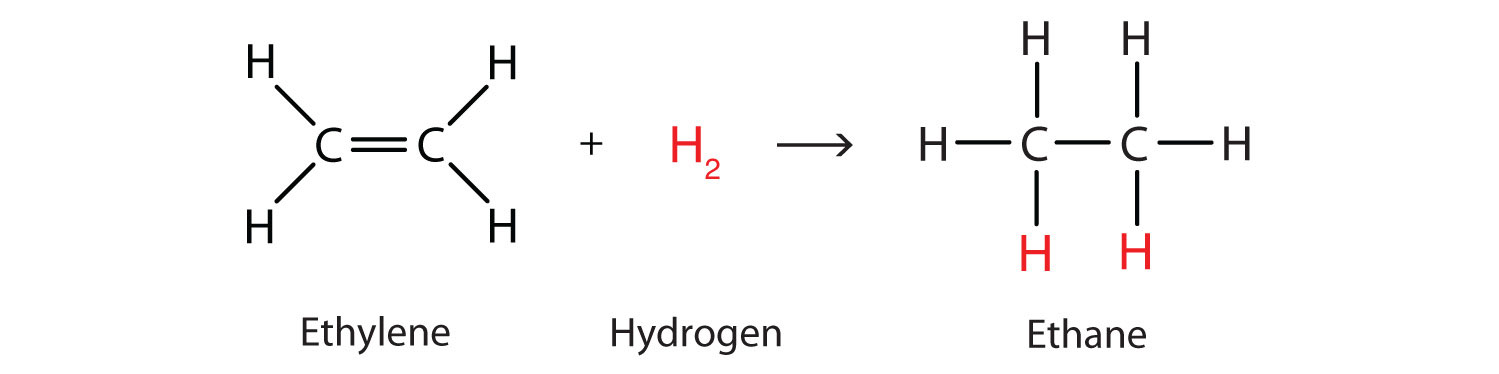 H H H H
C C + H2 → H C C H
H H H H
Ethylene Hydrogen Ethane